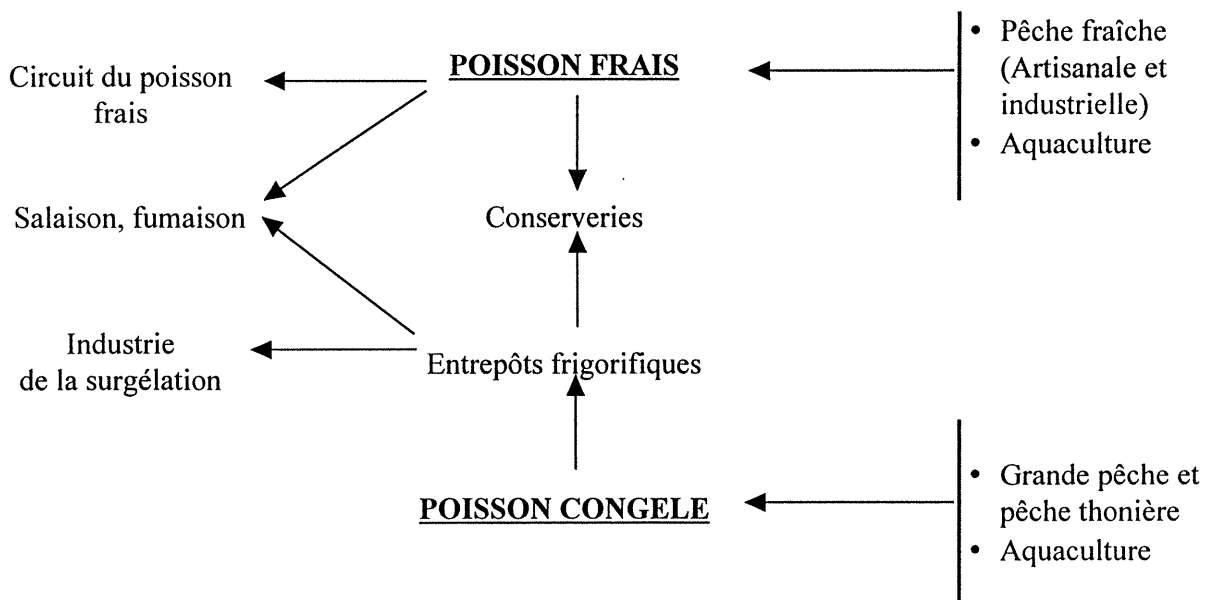 • Pêche fraîche
(Artisanale et
industrielle)
• Aquaculture
POISSON FRAIS
Circuit du poisson
frais
Salaison, fumaison
Conserveries
Industrie
de la surgélation
Entrepôts frigorifiques
POISSON CONGELE
• Grande pêche et
pêche thonière
• Aquaculture